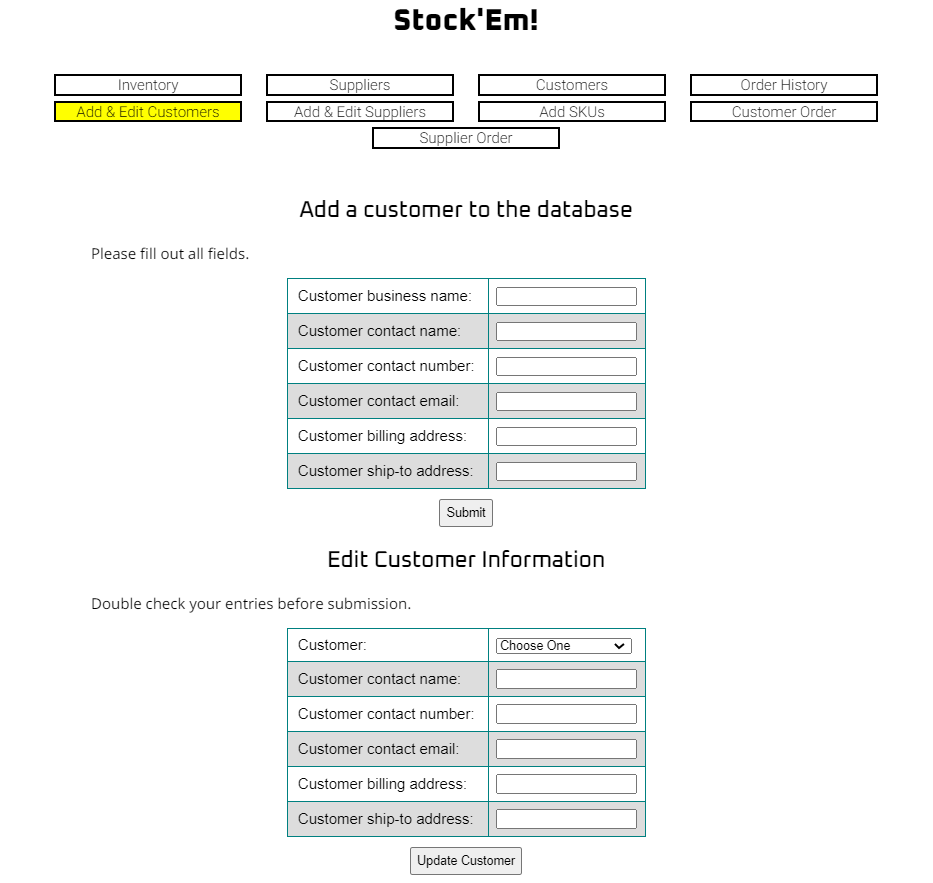 Stock'Em!
Inventory Suppliers Customers Order History
Add & Edit Customers Add & Edit Suppliers Add SKUs Customer Order
Supplier Order
Add a customer to the database
Please fill out all fields.
Customer business name:
Customer contact name:
Customer contact number:
Customer contact email:
Customer billing address:
Customer ship-to address:
Submit
Edit Customer Information
Double check your entries before submission.
Customer: Choose One
Customer contact name:
Customer contact number:
Customer contact email:
Customer billing address:
Customer ship-to address:
Update Customer